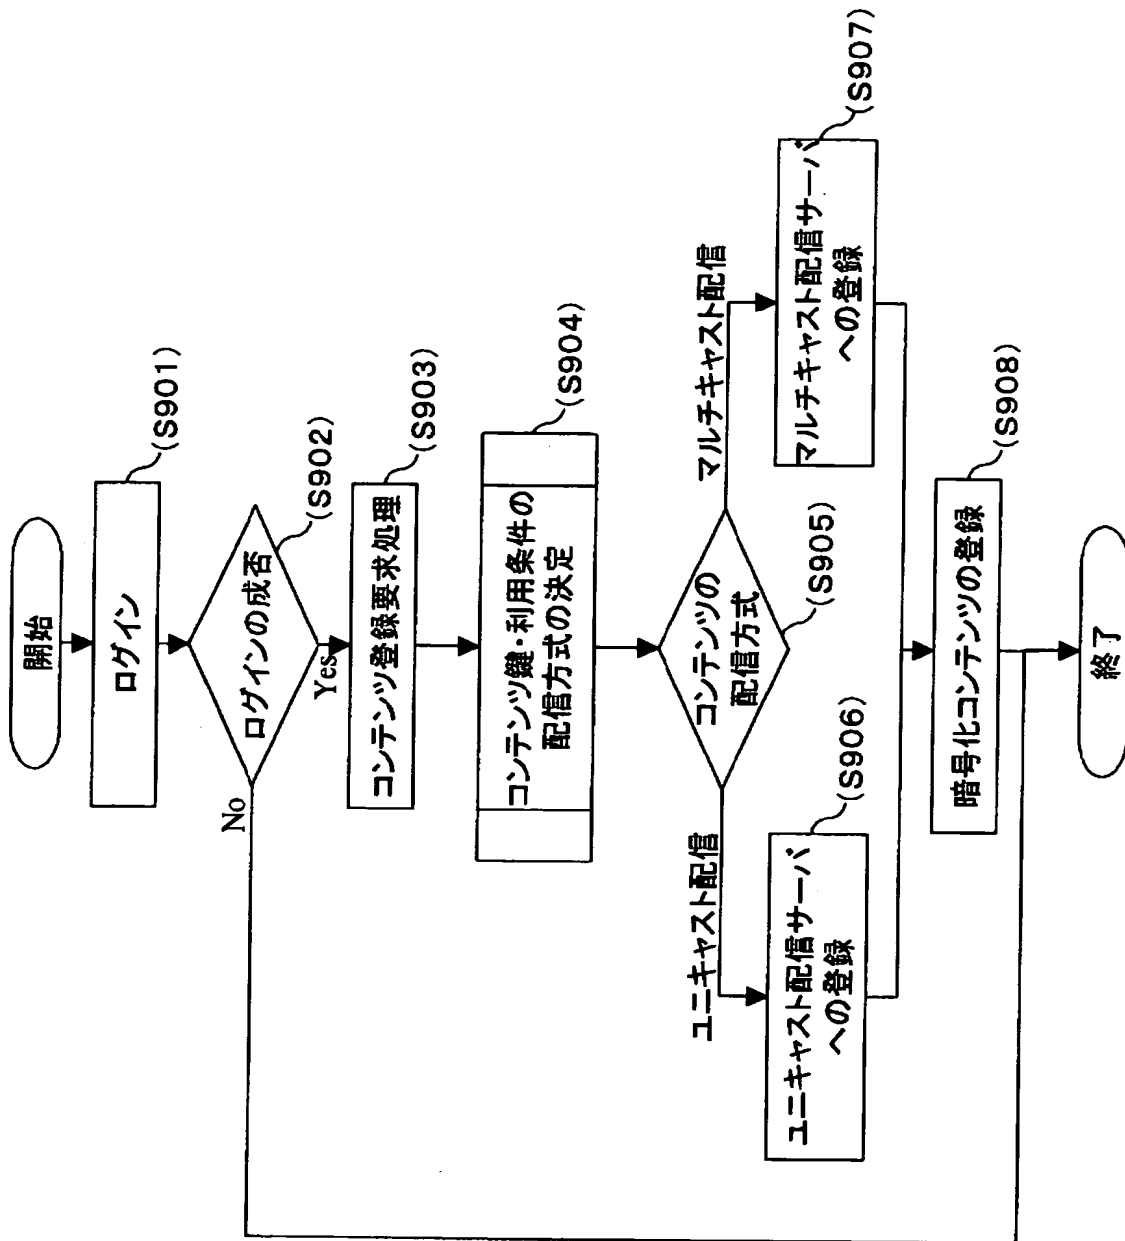 開始
ログイン
(S901)
ログインの成否
(S902)
No
Yes
コンテンツ登録要求処理
(S903)
コンテンツ鍵・利用条件の
配信方式の決定
(S904)
コンテンツの
配信方式
(S905)
ユニキャスト配信
マルチキャスト配信
ユニキャスト配信サーバ
への登録
(S906)
マルチキャスト配信サーバ
への登録
(S907)
暗号化コンテンツの登録
(S908)
終了